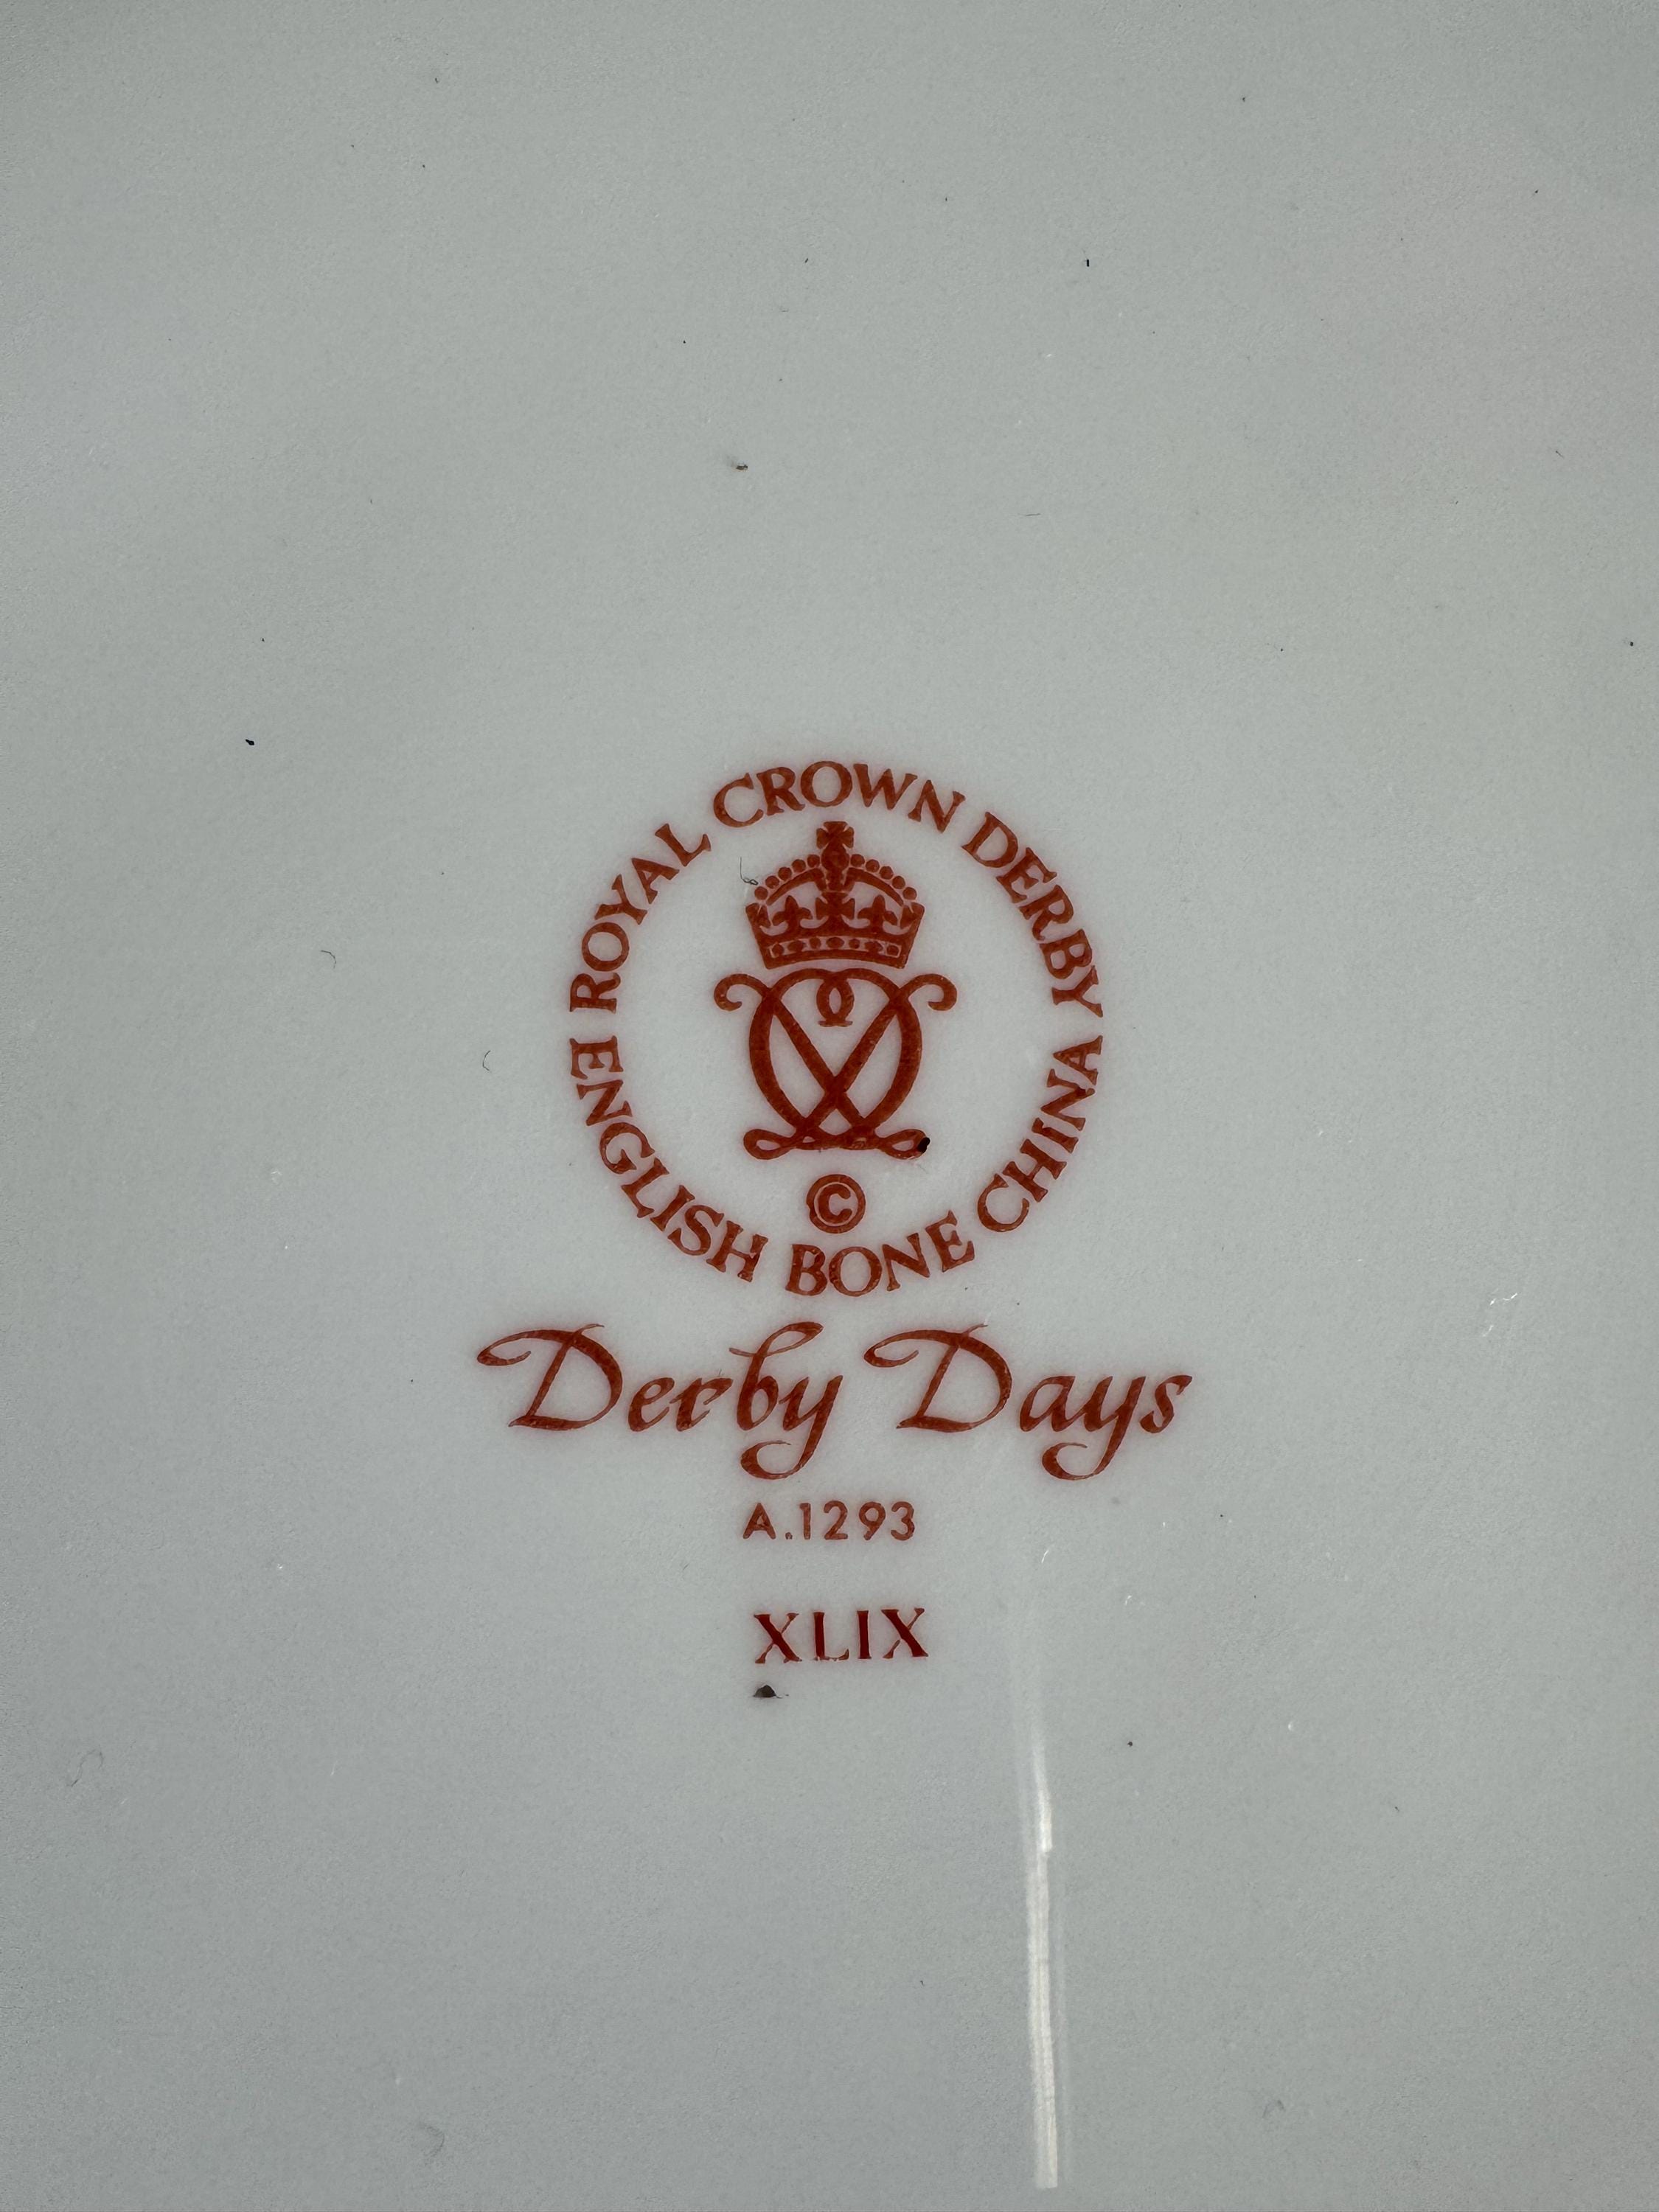 ROYAL CROWN DERBY
ENGLISH BONE CHINA
©
Derby Days
A.1293
XLIX